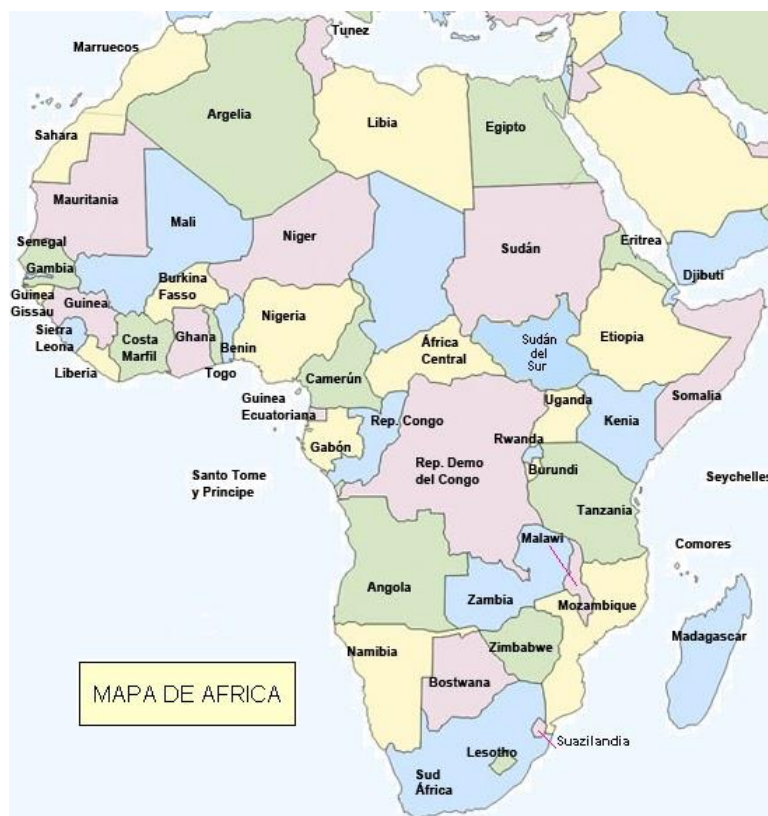 Tunez
Marruecos
Argelia
Libia
Egipto
Sahara
Mauritania
Mali
Niger
Sudán
Eritrea
Senegal
Gambia
Djibuti
Burkina
Fasso
Guinea
Gissau
Guinea
Nigeria
Sierra
Leona
Costa
Marfil
Ghana
Benin
África
Central
Sudán
del
Sur
Etiopia
Liberia
Togo
Camerún
Guinea
Ecuatoriana
Rep. Congo
Uganda
Kenia
Somalia
Gabón
Rwanda
Rep. Demo
del Congo
Burundi
Santo Tome
y Principe
Seychelles
Tanzania
Malawi
Comores
Angola
Zambia
Mozambique
Madagascar
Namibia
Zimbabwe
Bostwana
MAPA DE AFRICA
Suazilandia
Lesotho
Sud
África